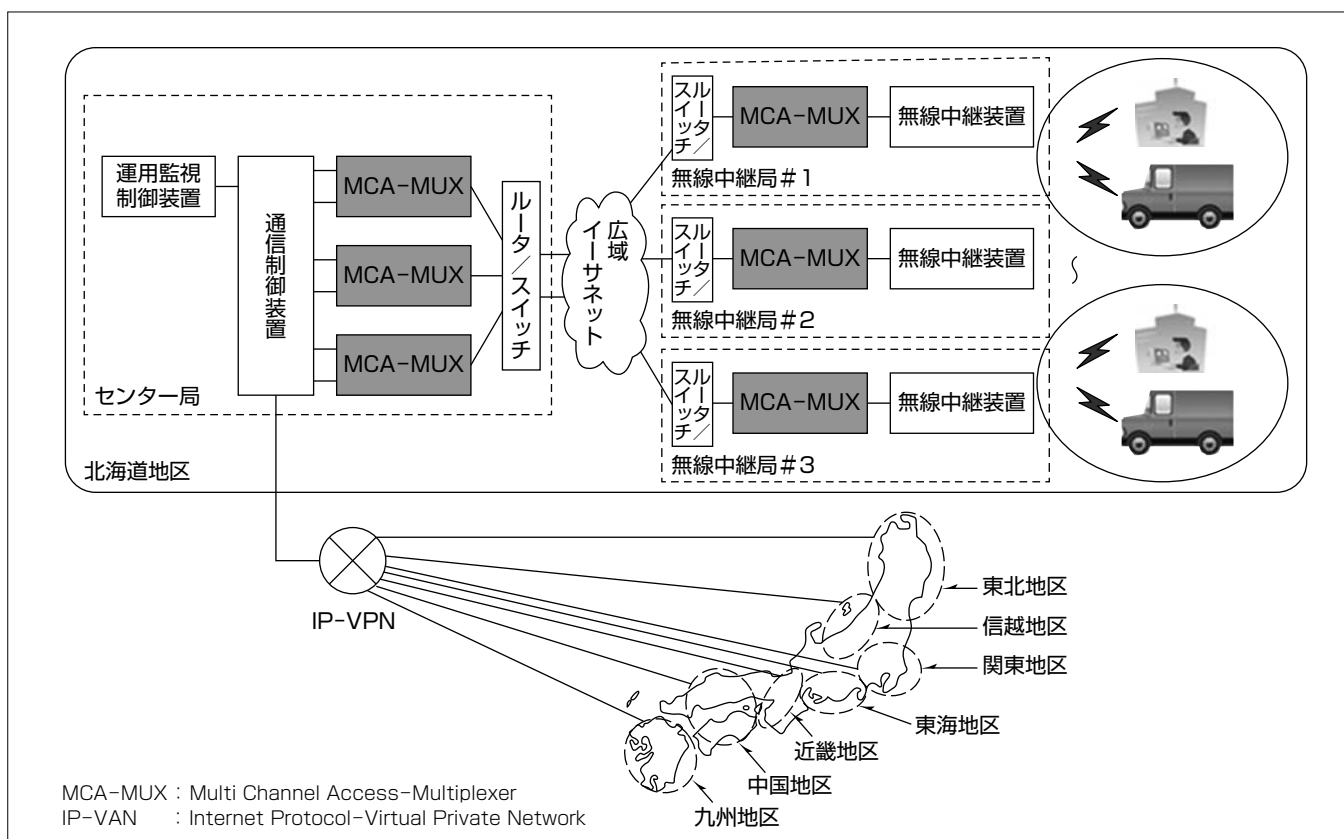 運用監視
制御装置
通信制御装置
MCA-MUX
MCA-MUX
MCA-MUX
ルータ/スイッチ
センター局
広域
イーサネット
ルータ/
スイッチ
MCA-MUX
無線中継装置
無線中継局#1
ルータ/
スイッチ
MCA-MUX
無線中継装置
無線中継局#2
ルータ/
スイッチ
MCA-MUX
無線中継装置
無線中継局#3
北海道地区
IP-VPN
東北地区
信越地区
関東地区
東海地区
近畿地区
中国地区
九州地区
MCA-MUX : Multi Channel Access-Multiplexer
IP-VAN : Internet Protocol-Virtual Private Network